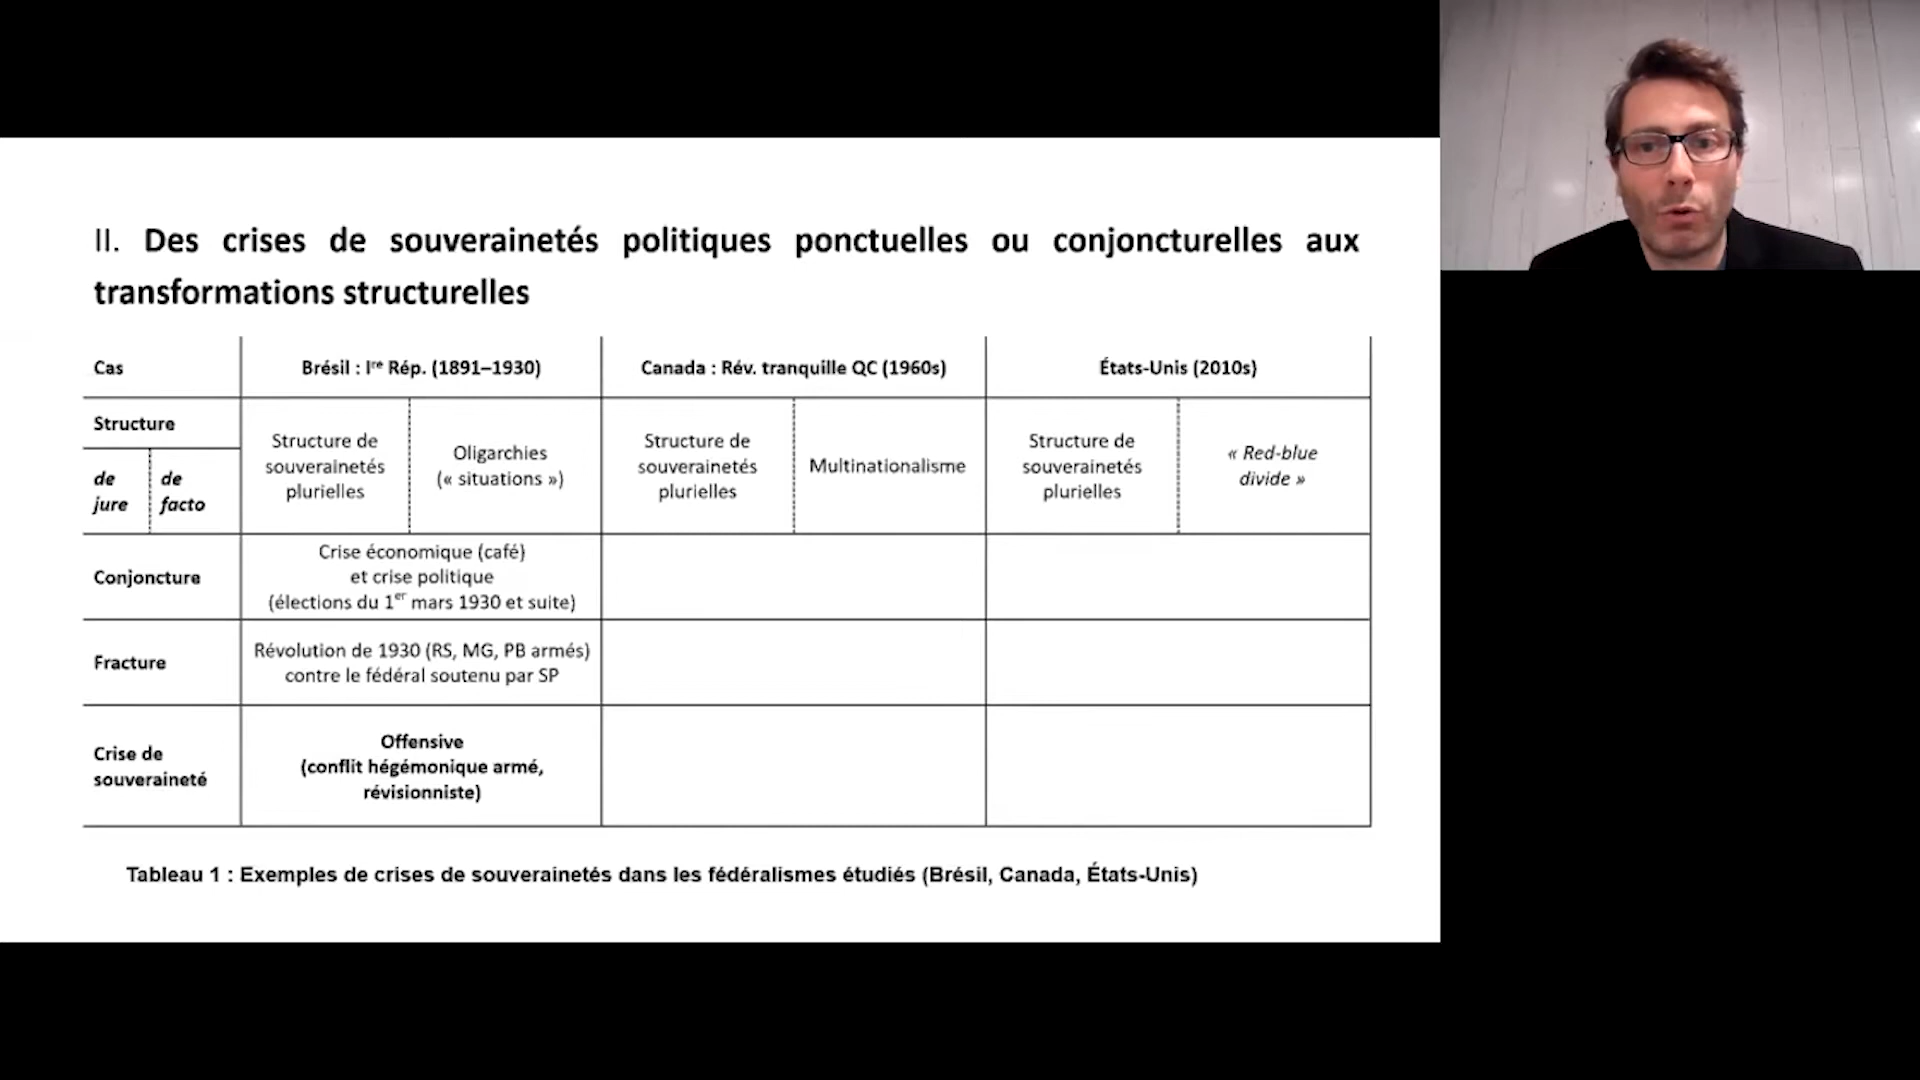 II. Des crises de souverainetés politiques ponctuelles ou conjoncturelles aux
transformations structurelles
Cas
Brésil : Iʳᵉ Rép. (1891–1930)
Canada : Rév. tranquille QC (1960s)
États-Unis (2010s)
Structure
de
jure
de
facto
Structure de
souverainetés
plurielles
Oligarchies
(« situations »)
Structure de
souverainetés
plurielles
Multinationalisme
Structure de
souverainetés
plurielles
« Red-blue
divide »
Conjoncture
Crise économique (café)
et crise politique
(élections du 1er mars 1930 et suite)
Fracture
Révolution de 1930 (RS, MG, PB armés)
contre le fédéral soutenu par SP
Crise de
souveraineté
Offensive
(conflit hégémonique armé,
révisionniste)
Tableau 1 : Exemples de crises de souverainetés dans les fédéralismes étudiés (Brésil, Canada, États-Unis)